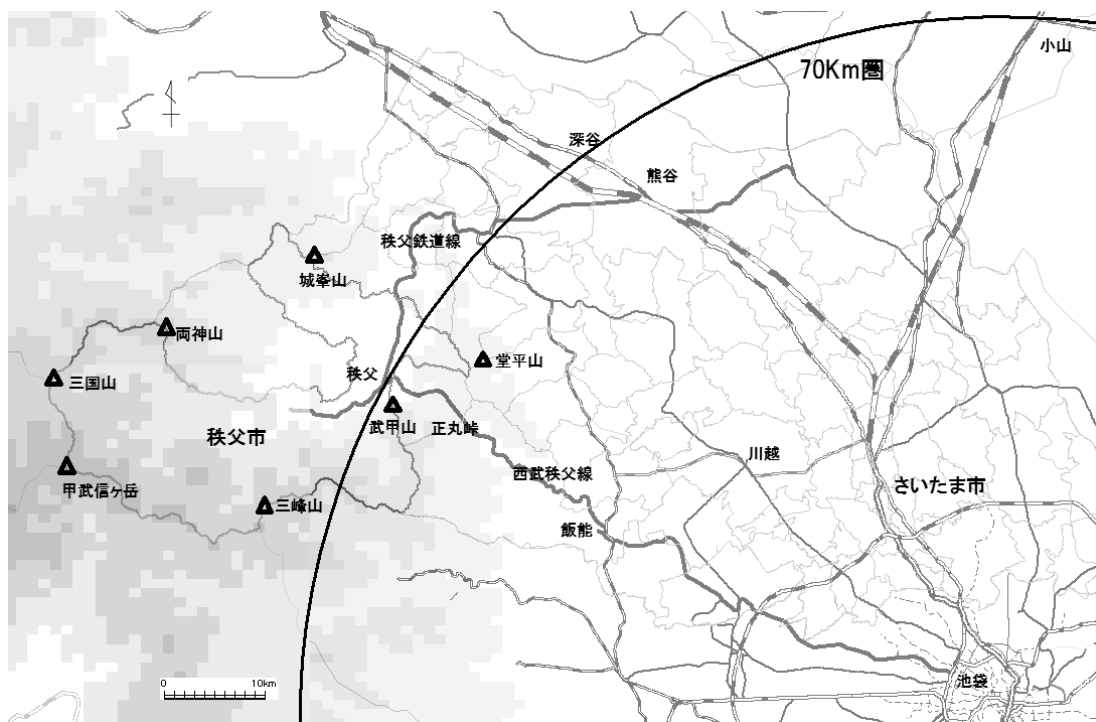 小山
70Km圏
深谷
熊谷
秩父鉄道線
城峯山
両神山
堂平山
三国山
秩父
武甲山
正丸峠
秩父市
川越
西武秩父線
甲武信ヶ岳
さいたま市
三峰山
飯能
池袋
0
10km